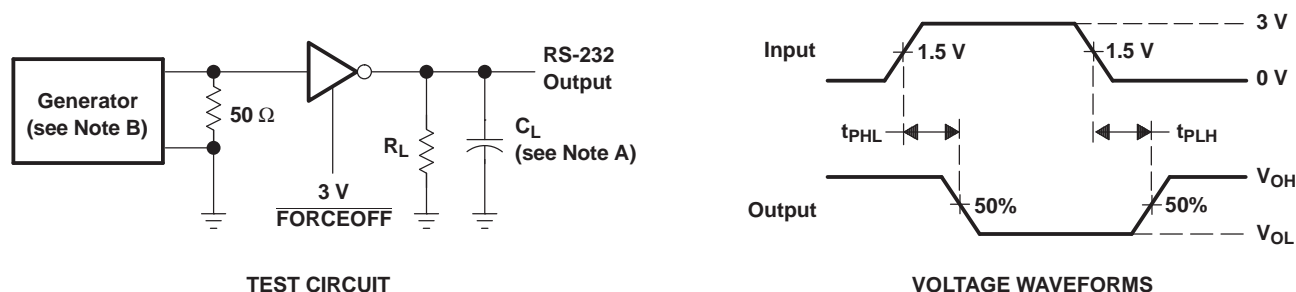 Generator
(see Note B)
50 Ω
3 V
FORCEOFF
RL
CL
(see Note A)
RS-232
Output
TEST CIRCUIT
Input
1.5 V
1.5 V
3 V
0 V
tPHL
tPLH
Output
50%
50%
VOH
VOL
VOLTAGE WAVEFORMS